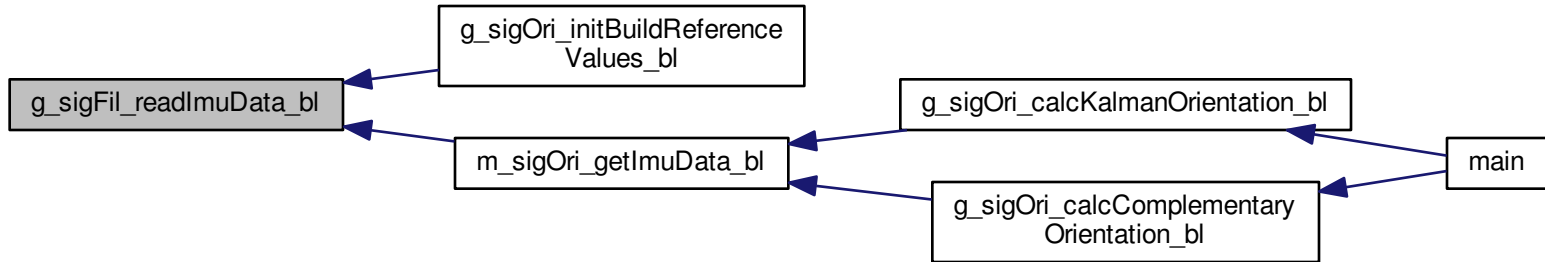 g_sigFil_readImuData_bl
g_sigOri_initBuildReference
Values_bl
m_sigOri_getImuData_bl
g_sigOri_calcKalmanOrientation_bl
g_sigOri_calcComplementary
Orientation_bl
main